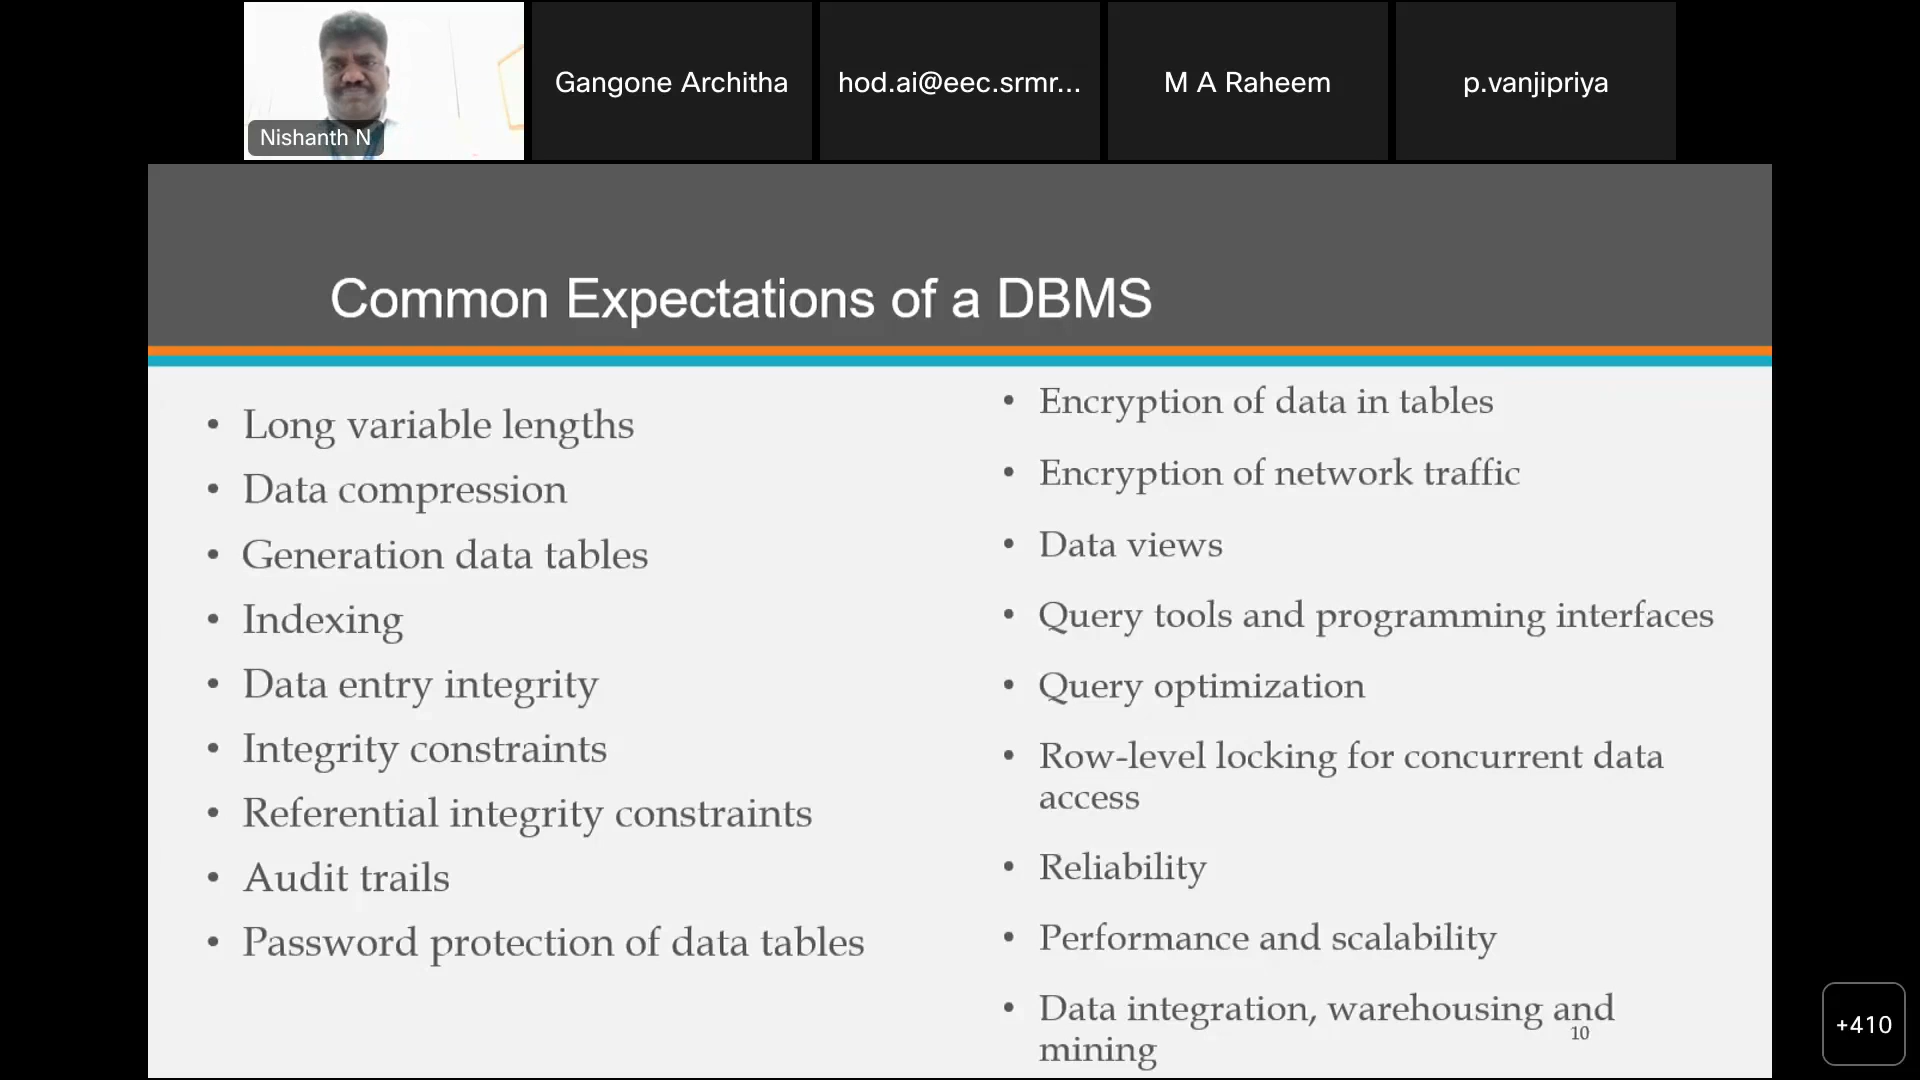 Nishanth N
Gangone Architha
hod.ai@eec.srmr...
M A Raheem
p.vanjipriya
Common Expectations of a DBMS
• Long variable lengths
• Data compression
• Generation data tables
• Indexing
• Data entry integrity
• Integrity constraints
• Referential integrity constraints
• Audit trails
• Password protection of data tables
• Encryption of data in tables
• Encryption of network traffic
• Data views
• Query tools and programming interfaces
• Query optimization
• Row-level locking for concurrent data
access
• Reliability
• Performance and scalability
• Data integration, warehousing and
mining
10
+410